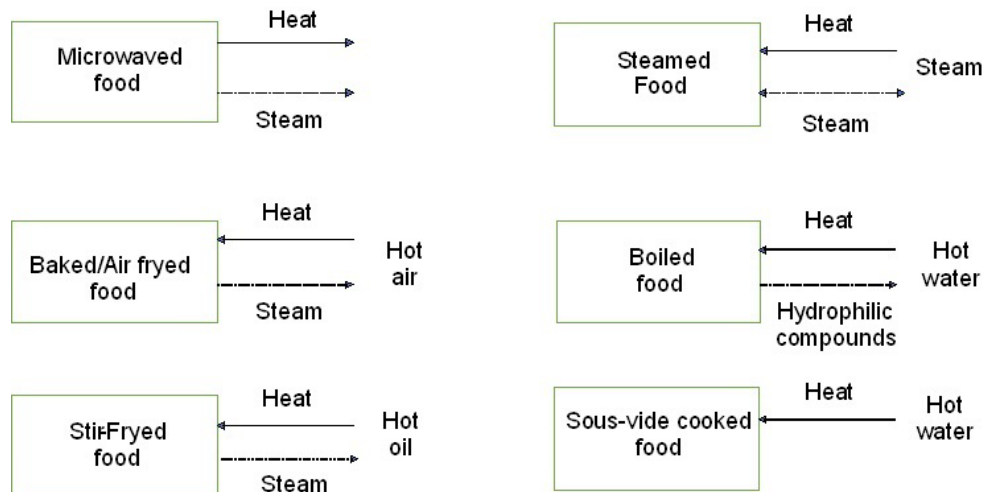 Heat
Microwaved
food
Steam
Heat
Steamed
Food
Steam
Steam
Heat
Baked/Air fryed
food
Hot
air
Steam
Heat
Boiled
food
Hot
water
Hydrophilic
compounds
Heat
Stir-Fryed
food
Hot
oil
Steam
Heat
Sous-vide cooked
food
Hot
water